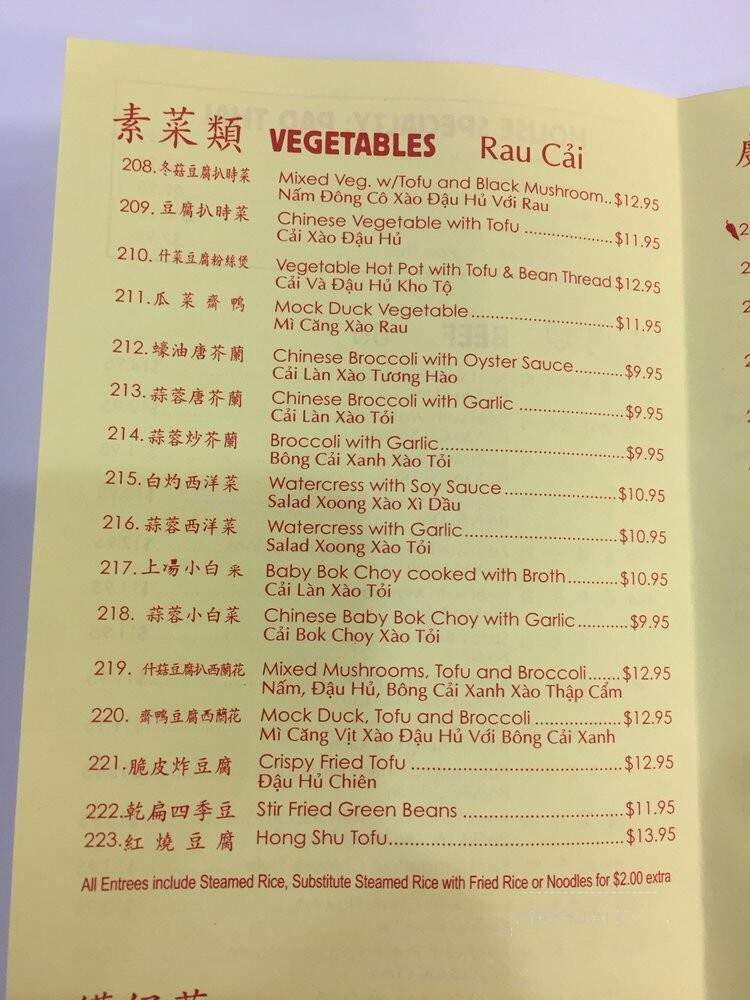 素菜類 VEGETABLES Rau Cải
208.冬菇豆腐扒時菜 Mixed Veg. w/Tofu and Black Mushroom..$12.95
Nấm Đông Cô Xào Đậu Hủ Với Rau
209.豆腐扒時菜 Chinese Vegetable with Tofu ....................$11.95
Cải Xào Đậu Hủ
210.什菜豆腐粉絲煲 Vegetable Hot Pot with Tofu & Bean Thread $12.95
Cải Và Đậu Hủ Kho Tộ
211.瓜菜齋鴨 Mock Duck Vegetable................................$11.95
Mì Căng Xào Rau
212.蠔油唐芥蘭 Chinese Broccoli with Oyster Sauce...........$9.95
Cải Làn Xào Tương Hào
213.蒜蓉唐芥蘭 Chinese Broccoli with Garlic ........................$9.95
Cải Làn Xào Tỏi
214.蒜蓉炒芥蘭 Broccoli with Garlic.........................................$9.95
Bông Cải Xanh Xào Tỏi
215.白灼西洋菜 Watercress with Soy Sauce .........................$10.95
Salad Xoong Xào Xì Dầu
216.蒜蓉西洋菜 Watercress with Garlic..................................$10.95
Salad Xoong Xào Tỏi
217.上湯小白采 Baby Bok Choy cooked with Broth...........$10.95
Cải Làn Xào Tỏi
218. 蒜蓉小白菜 Chinese Baby Bok Choy with Garlic...........$9.95
Cải Bok Choy Xào Tỏi
219. 什菇豆腐扒西蘭花 Mixed Mushrooms, Tofu and Broccoli.......$12.95
Nấm, Đậu Hủ, Bông Cải Xanh Xào Thập Cẩm
220. 齋鴨豆腐西蘭花 Mock Duck, Tofu and Broccoli ...................$12.95
Mì Căng Vịt Xào Đậu Hủ Với Bông Cải Xanh
221.脆皮炸豆腐 Crispy Fried Tofu ..........................................$12.95
Đậu Hủ Chiên
222.乾扁四季豆 Stir Fried Green Beans ................................$11.95
223.紅燒豆腐 Hong Shu Tofu...............................................$13.95
All Entrees include Steamed Rice, Substitute Steamed Rice with Fried Rice or Noodles for $2.00 extra